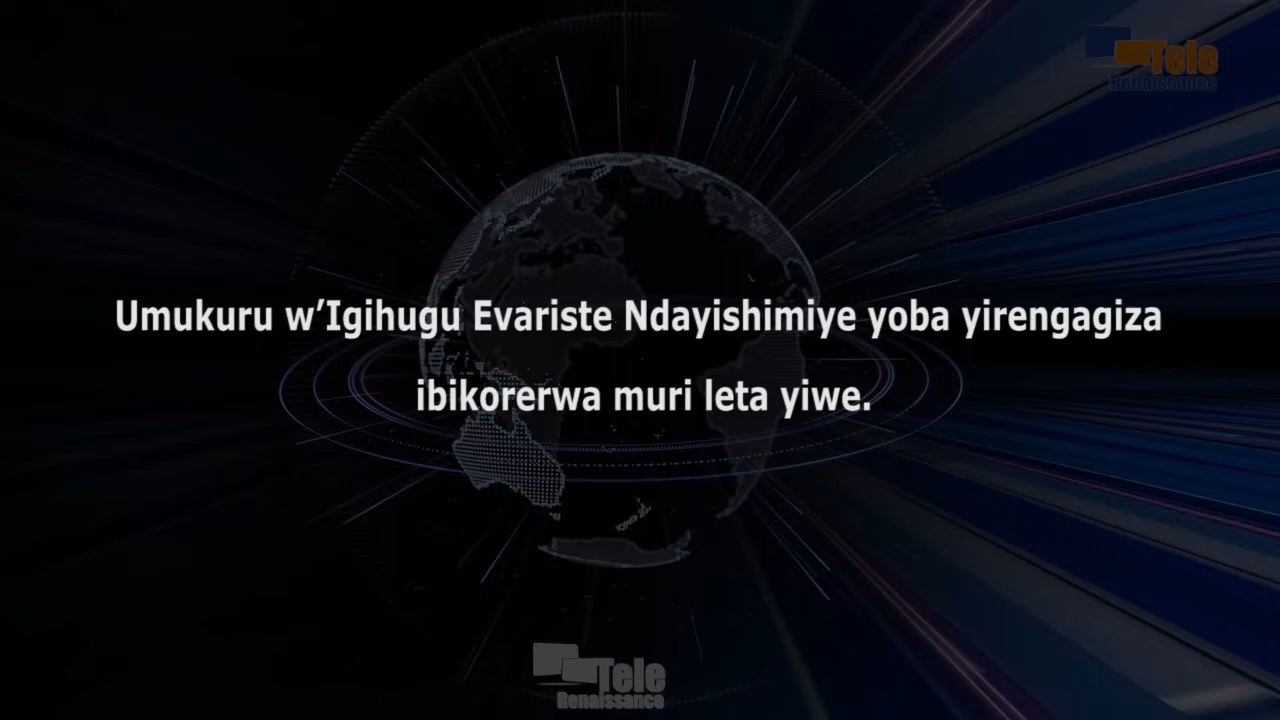 Tele
Renaissance
Umukuru w’Igihugu Evariste Ndayishimiye yoba yirengagiza
ibikorerwa muri leta yiwe.
Tele
Renaissance